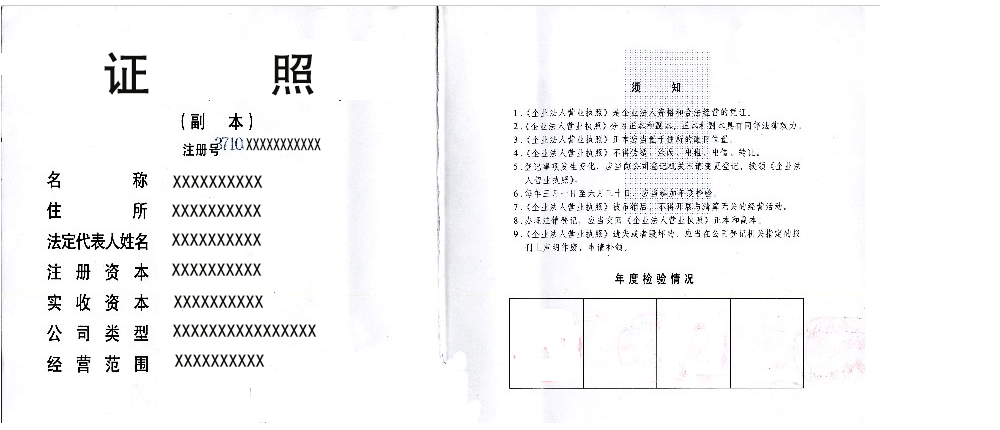 证 照
(副 本)
注册号3710XXXXXXXXXXX
名 称 XXXXXXXXXX
住 所 XXXXXXXXXX
法定代表人姓名 XXXXXXXXXX
注 册 资 本 XXXXXXXXXX
实 收 资 本 XXXXXXXXXX
公 司 类 型 XXXXXXXXXXXXXXXX
经 营 范 围 XXXXXXXXXX
须 知
1.《企业法人营业执照》是企业法人资格和合法经营的凭证。
2.《企业法人营业执照》分为正本和副本,正本和副本具有同等法律效力。
3.《企业法人营业执照》正本应当置于住所的醒目位置。
4.《企业法人营业执照》不得伪造、涂改、出租、出借、转让。
5.登记事项发生变化,应当向公司登记机关申请变更登记,换领《企业法
人营业执照》。
6.每年三月一日至六月三十日,应当参加年度检验。
7.《企业法人营业执照》被吊销后,不得开展与清算无关的经营活动。
8.办理注销登记,应当交回《企业法人营业执照》正本和副本。
9.《企业法人营业执照》遗失或者毁坏的,应当在公司登记机关指定的报
刊上声明作废,申请补领。
年度检验情况